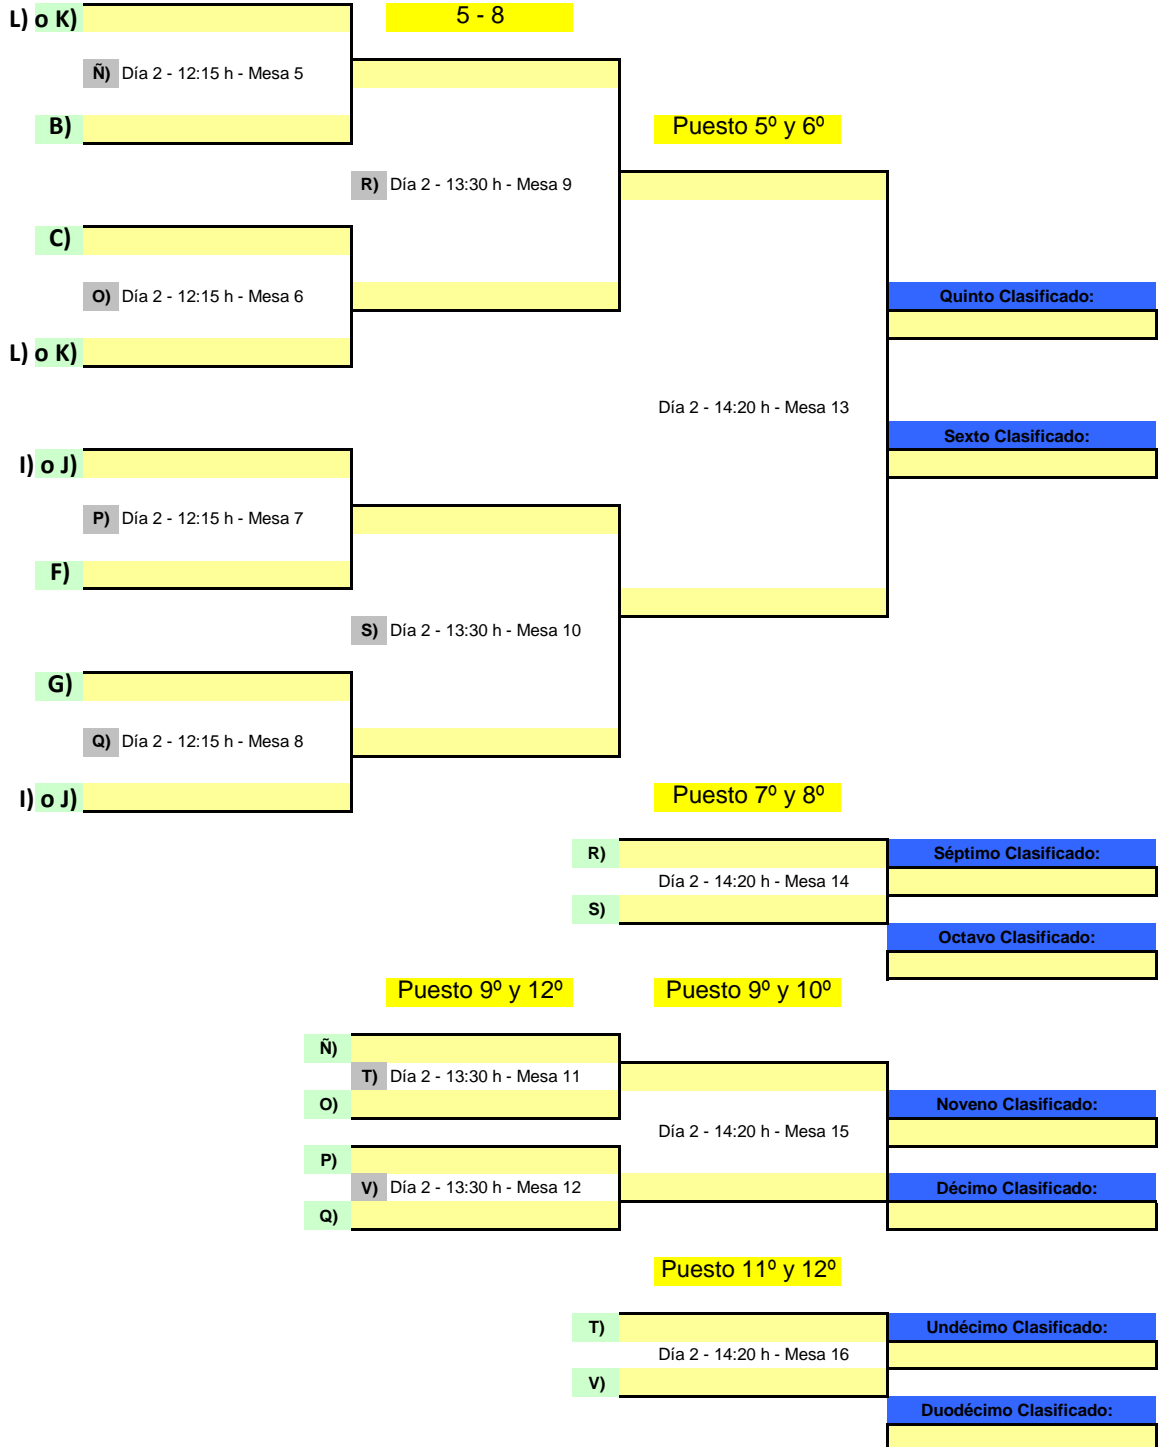 L) o K)
5 - 8
Ñ) Día 2 - 12:15 h - Mesa 5
B)
Puesto 5º y 6º
R) Día 2 - 13:30 h - Mesa 9
C)
O) Día 2 - 12:15 h - Mesa 6
Quinto Clasificado:
L) o K)
Día 2 - 14:20 h - Mesa 13
Sexto Clasificado:
I) o J)
P) Día 2 - 12:15 h - Mesa 7
F)
S) Día 2 - 13:30 h - Mesa 10
G)
Q) Día 2 - 12:15 h - Mesa 8
I) o J)
Puesto 7º y 8º
R)
Séptimo Clasificado:
Día 2 - 14:20 h - Mesa 14
S)
Octavo Clasificado:
Puesto 9º y 12º
Puesto 9º y 10º
Ñ)
T) Día 2 - 13:30 h - Mesa 11
O)
Noveno Clasificado:
Día 2 - 14:20 h - Mesa 15
P)
V) Día 2 - 13:30 h - Mesa 12
Décimo Clasificado:
Q)
Puesto 11º y 12º
T)
Undécimo Clasificado:
Día 2 - 14:20 h - Mesa 16
V)
Duodécimo Clasificado: